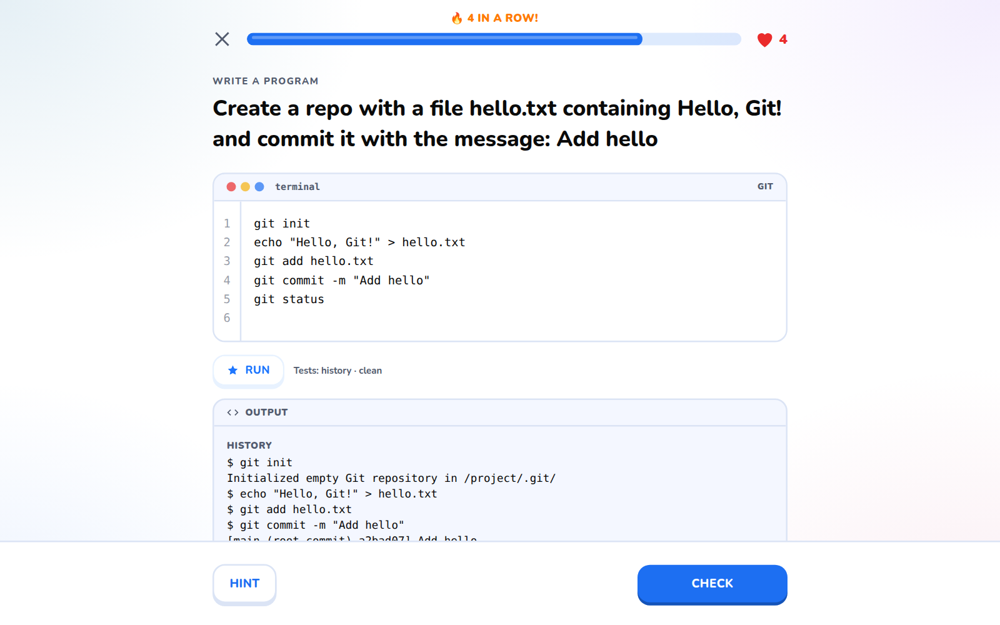 🔥 4 IN A ROW!
4
WRITE A PROGRAM
Create a repo with a file hello.txt containing Hello, Git!
and commit it with the message: Add hello
terminal
GIT
1 git init
2 echo "Hello, Git!" > hello.txt
3 git add hello.txt
4 git commit -m "Add hello"
5 git status
6
RUN
Tests: history · clean
OUTPUT
HISTORY
$ git init
Initialized empty Git repository in /project/.git/
$ echo "Hello, Git!" > hello.txt
$ git add hello.txt
$ git commit -m "Add hello"
[main (root-commit) a2bad07] Add hello
HINT
CHECK